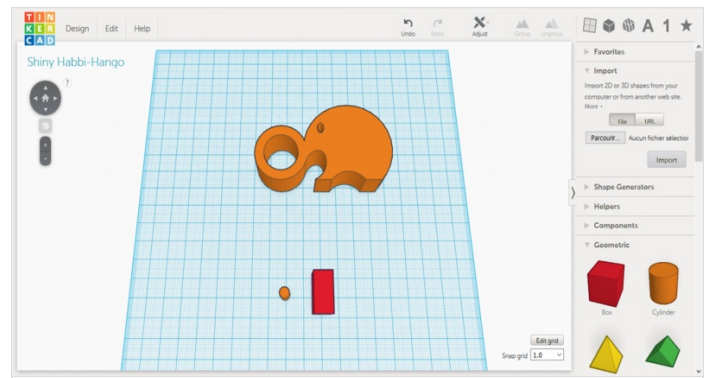 TIN
KER
CAD
Design Edit Help
Undo Redo Adjust Group Ungroup
A 1
Shiny Habbi-Hango
?
Favorites
Import
Import 2D or 3D shapes from your
computer or from another web site.
More +
File URL
Parcourir... Aucun fichier sélection
Import
Shape Generators
Helpers
Components
Geometric
Box Cylinder
Edit grid
Snap grid 1.0